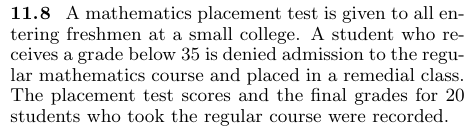 11.8 A mathematics placement test is given to all en-
tering freshmen at a small college. A student who re-
ceives a grade below 35 is denied admission to the regu-
lar mathematics course and placed in a remedial class.
The placement test scores and the final grades for 20
students who took the regular course were recorded.